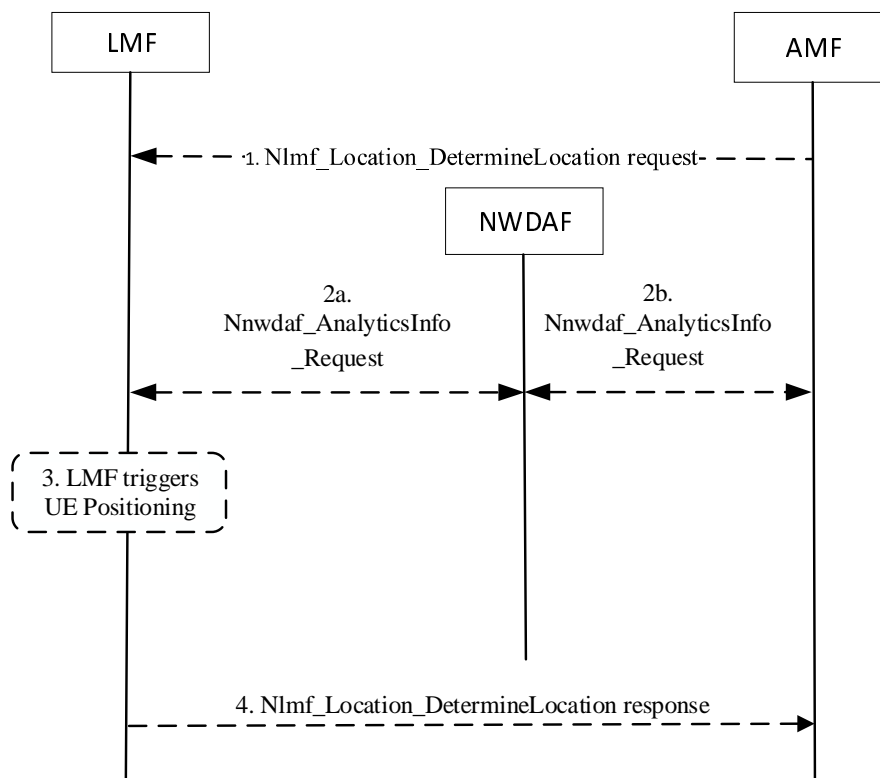 LMF
AMF
1. Nlmf_Location_DetermineLocation request
NWDAF
2a.
Nnwdaf_AnalyticsInfo
_Request
2b.
Nnwdaf_AnalyticsInfo
_Request
3. LMF triggers
UE Positioning
4. Nlmf_Location_DetermineLocation response